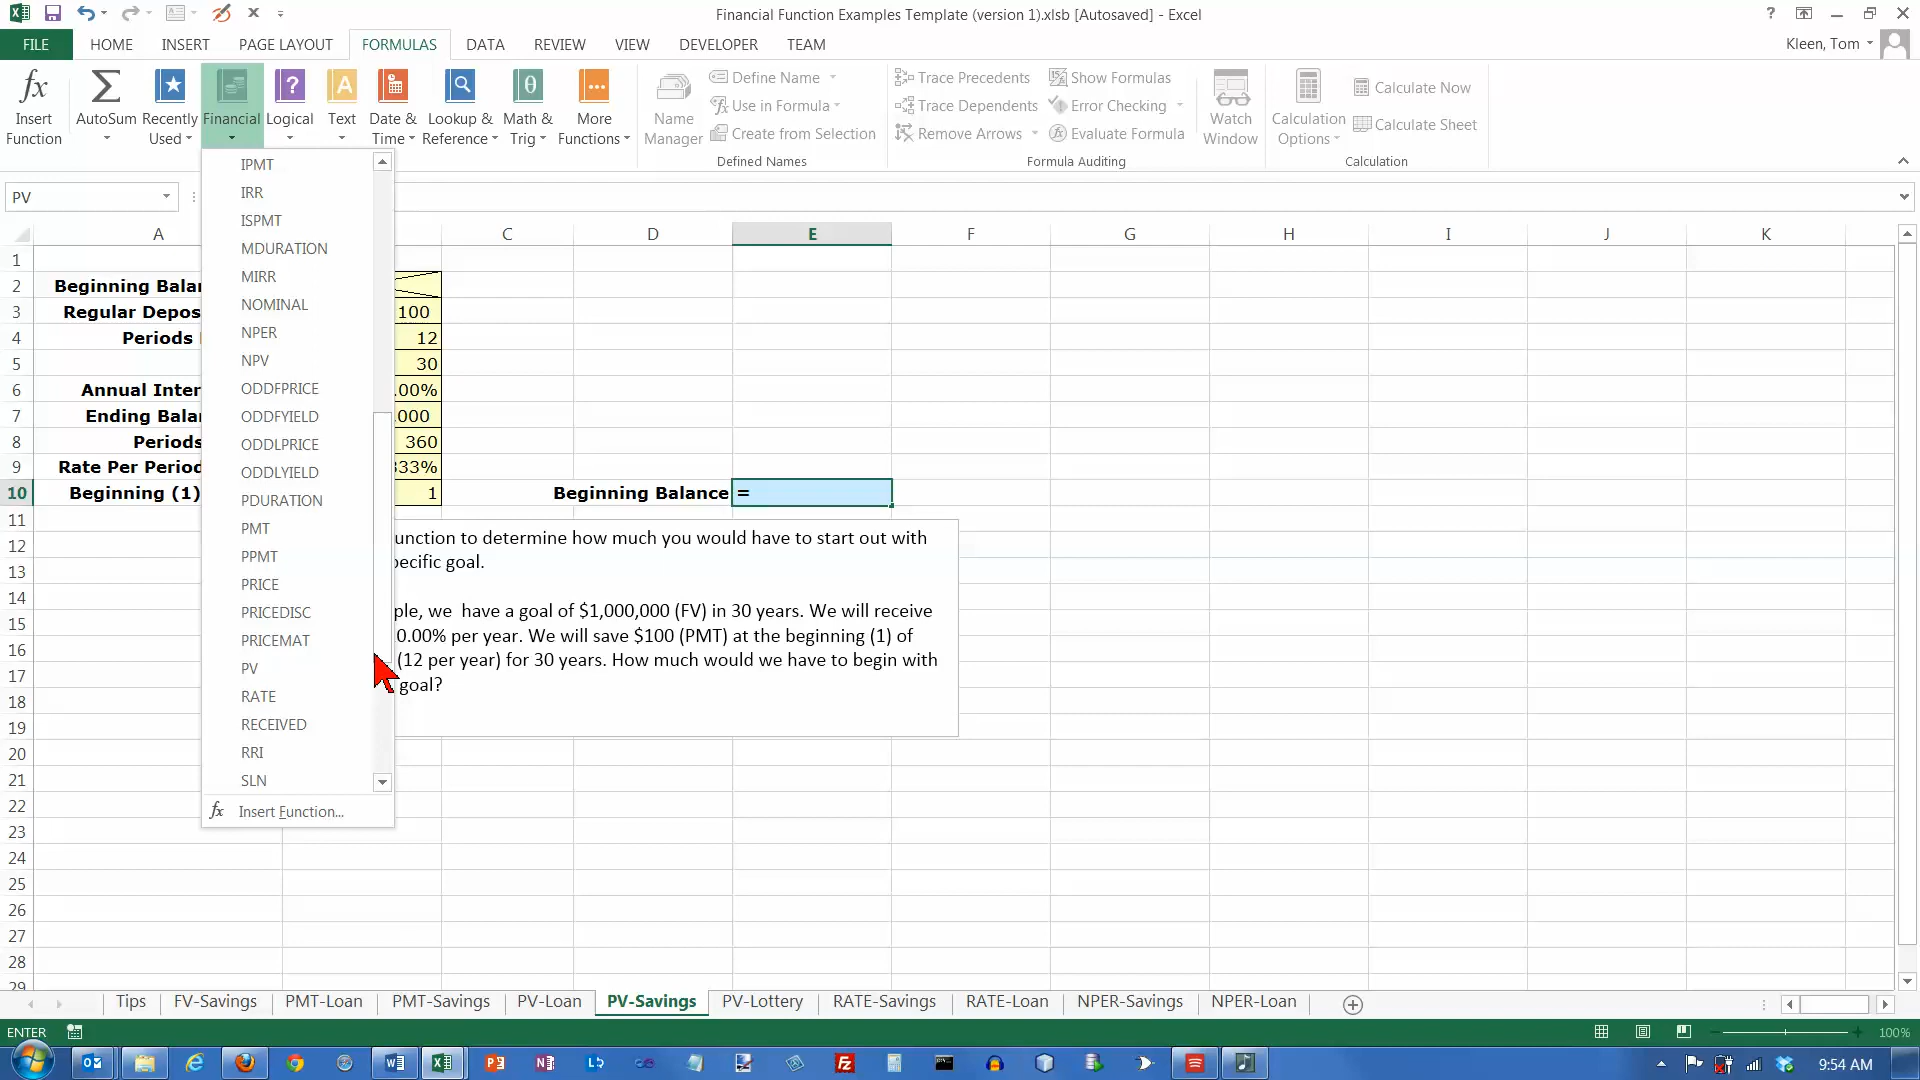 Financial Function Examples Template (version 1).xlsb [Autosaved] - Excel
FILE HOME INSERT PAGE LAYOUT FORMULAS DATA REVIEW VIEW DEVELOPER TEAM
Kleen, Tom
Insert Function
AutoSum
Recently Used
Financial
Logical
Text
Date & Time
Lookup & Reference
Math & Trig
More Functions
Name Manager
Define Name
Use in Formula
Create from Selection
Defined Names
Trace Precedents
Trace Dependents
Remove Arrows
Show Formulas
Error Checking
Evaluate Formula
Formula Auditing
Watch Window
Calculation Options
Calculate Now
Calculate Sheet
Calculation
PV
IPMT
IRR
ISPMT
MDURATION
MIRR
NOMINAL
NPER
NPV
ODDFPRICE
ODDFYIELD
ODDLPRICE
ODDLYIELD
PDURATION
PMT
PPMT
PRICE
PRICEDISC
PRICEMAT
PV
RATE
RECEIVED
RRI
SLN
Insert Function...
A C D E F G H I J K
1
2 Beginning Balan
3 Regular Depos 100
4 Periods 12
5 30
6 Annual Inter .00%
7 Ending Bala 000
8 Periods 360
9 Rate Per Period 333%
10 Beginning (1) 1 Beginning Balance =
11
12
13
14
15
16
17
18
19
20
21
22
23
24
25
26
27
28
29
unction to determine how much you would have to start out with
pecific goal.
ple, we have a goal of $1,000,000 (FV) in 30 years. We will receive
0.00% per year. We will save $100 (PMT) at the beginning (1) of
(12 per year) for 30 years. How much would we have to begin with
goal?
Tips FV-Savings PMT-Loan PMT-Savings PV-Loan PV-Savings PV-Lottery RATE-Savings RATE-Loan NPER-Savings NPER-Loan
ENTER
100%
9:54 AM